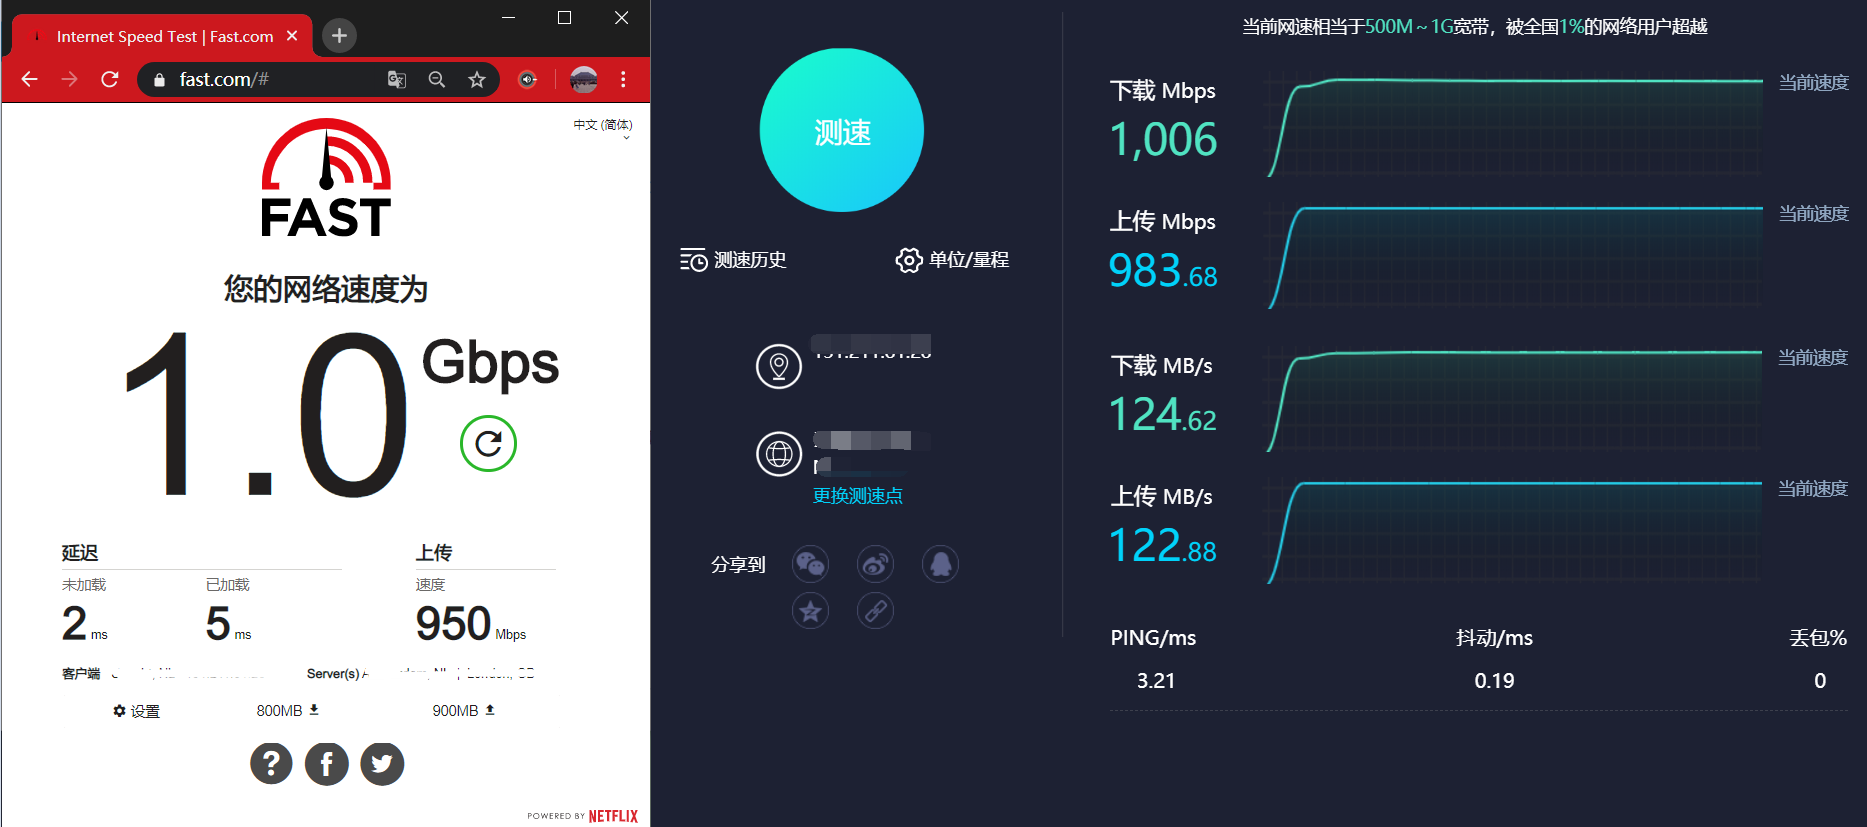 Internet Speed Test | Fast.com
fast.com/#
中文 (简体)
FAST
您的网络速度为
1.0 Gbps
延迟
上传
未加载
已加载
速度
2 ms
5 ms
950 Mbps
客户端
Server(s)
设置
800MB
900MB
POWERED BY NETFLIX
测速
测速历史
单位/量程
更换测速点
分享到
当前网速相当于500M ~ 1G宽带，被全国1%的网络用户超越
下载 Mbps
1,006
当前速度
上传 Mbps
983.68
当前速度
下载 MB/s
124.62
当前速度
上传 MB/s
122.88
当前速度
PING/ms
抖动/ms
丢包%
3.21
0.19
0